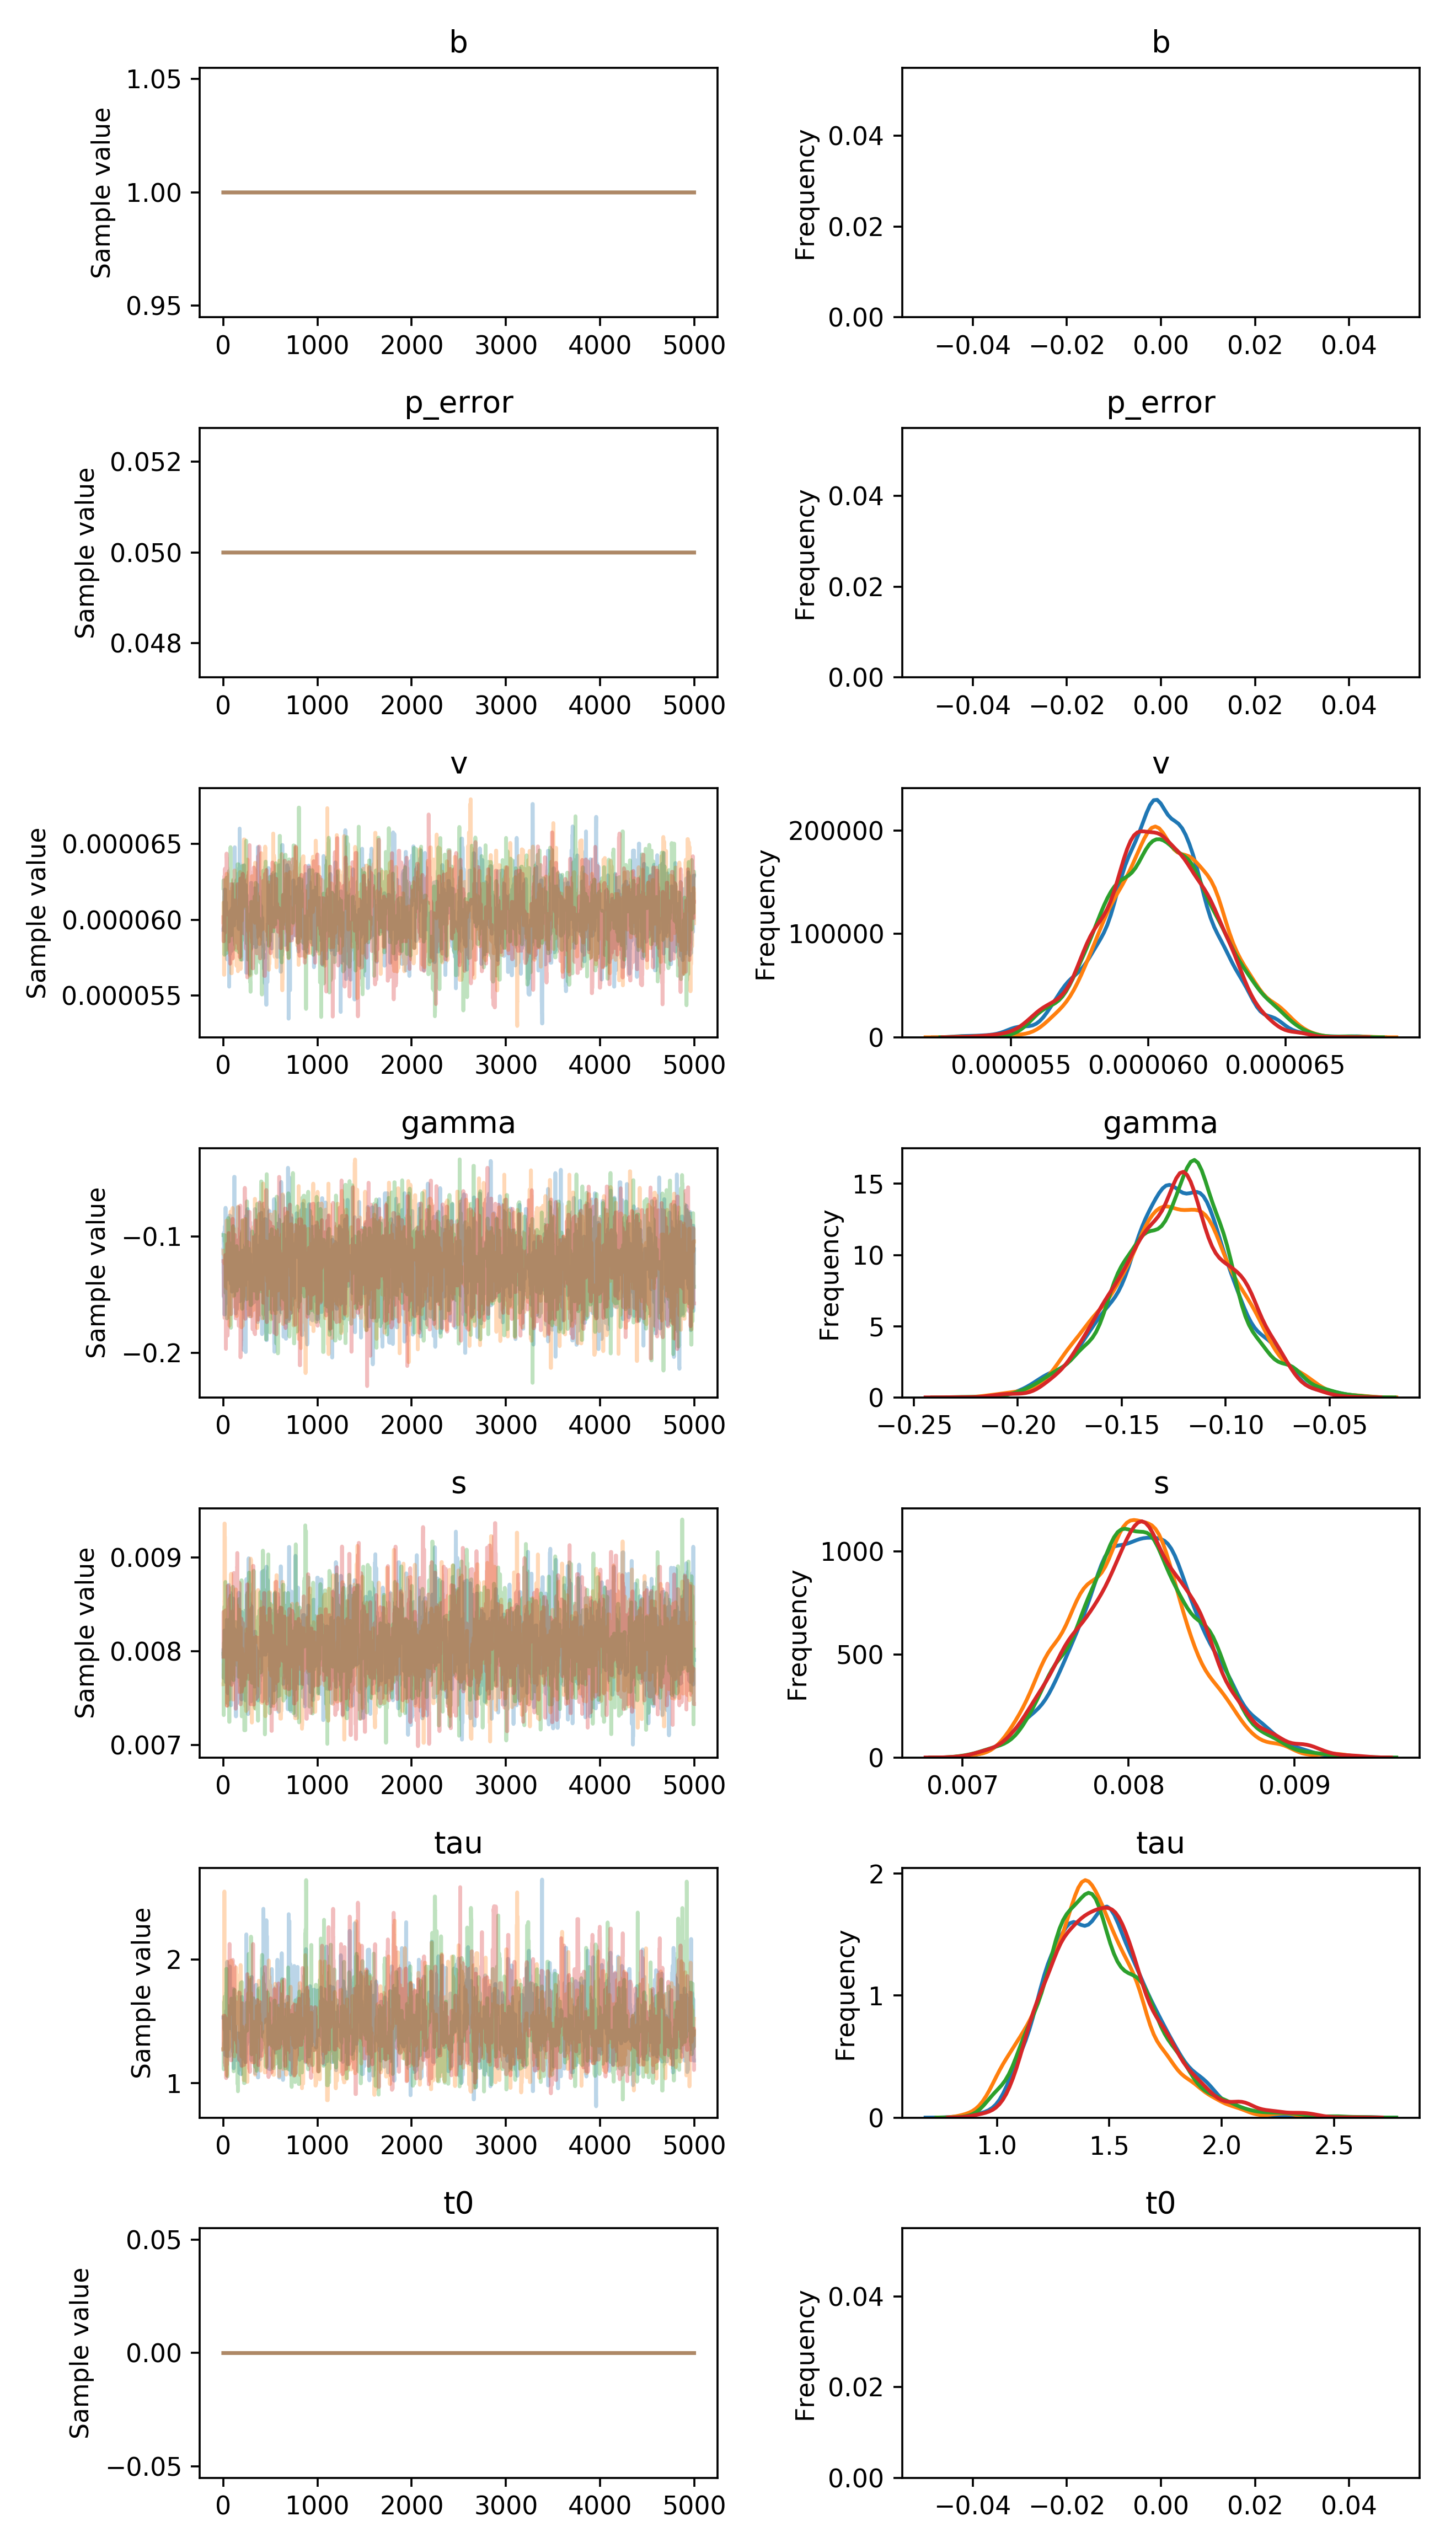 b
b
Sample value
1.05
1.00
0.95
0 1000 2000 3000 4000 5000
Frequency
0.04
0.02
0.00
−0.04 −0.02 0.00 0.02 0.04
p_error
p_error
Sample value
0.052
0.050
0.048
0 1000 2000 3000 4000 5000
Frequency
0.04
0.02
0.00
−0.04 −0.02 0.00 0.02 0.04
v
v
Sample value
0.000065
0.000060
0.000055
0 1000 2000 3000 4000 5000
Frequency
200000
100000
0
0.000055 0.000060 0.000065
gamma
gamma
Sample value
−0.1
−0.2
0 1000 2000 3000 4000 5000
Frequency
15
10
5
0
−0.25 −0.20 −0.15 −0.10 −0.05
s
s
Sample value
0.009
0.008
0.007
0 1000 2000 3000 4000 5000
Frequency
1000
500
0
0.007 0.008 0.009
tau
tau
Sample value
2
1
0 1000 2000 3000 4000 5000
Frequency
2
1
0
1.0 1.5 2.0 2.5
t0
t0
Sample value
0.05
0.00
−0.05
0 1000 2000 3000 4000 5000
Frequency
0.04
0.02
0.00
−0.04 −0.02 0.00 0.02 0.04